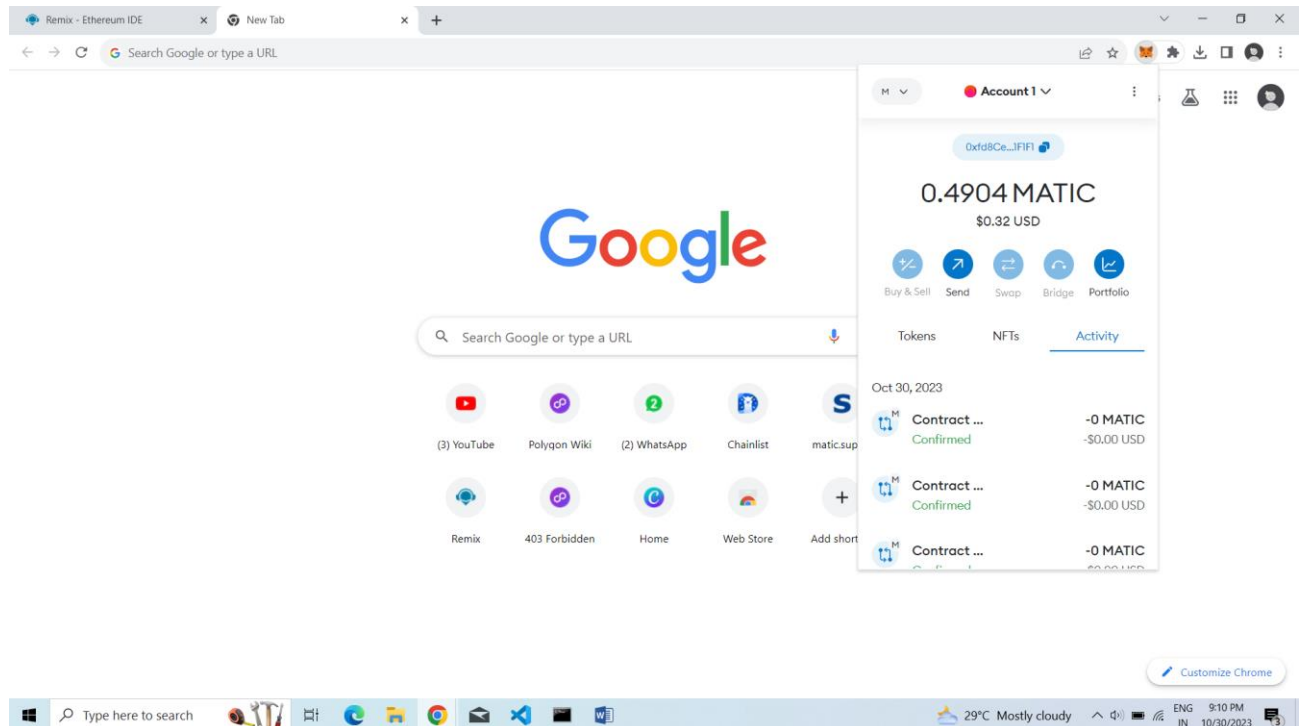 Remix - Ethereum IDE
New Tab
Search Google or type a URL
M
Account 1
0xfd8Ce...1F1F1
0.4904 MATIC
$0.32 USD
Buy & Sell
Send
Swap
Bridge
Portfolio
Tokens
NFTs
Activity
Oct 30, 2023
M
Contract ...
-0 MATIC
Confirmed
-$0.00 USD
M
Contract ...
-0 MATIC
Confirmed
-$0.00 USD
M
Contract ...
-0 MATIC
Google
Search Google or type a URL
(3) YouTube
Polygon Wiki
(2) WhatsApp
Chainlist
matic.sup
Remix
403 Forbidden
Home
Web Store
Add short
Customize Chrome
Type here to search
29°C Mostly cloudy
ENG
IN
9:10 PM
10/30/2023
3